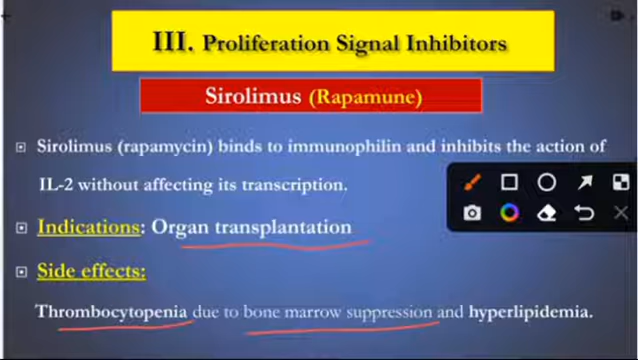 III. Proliferation Signal Inhibitors
Sirolimus (Rapamune)
Sirolimus (rapamycin) binds to immunophilin and inhibits the action of
IL-2 without affecting its transcription.
Indications: Organ transplantation
Side effects:
Thrombocytopenia due to bone marrow suppression and hyperlipidemia.